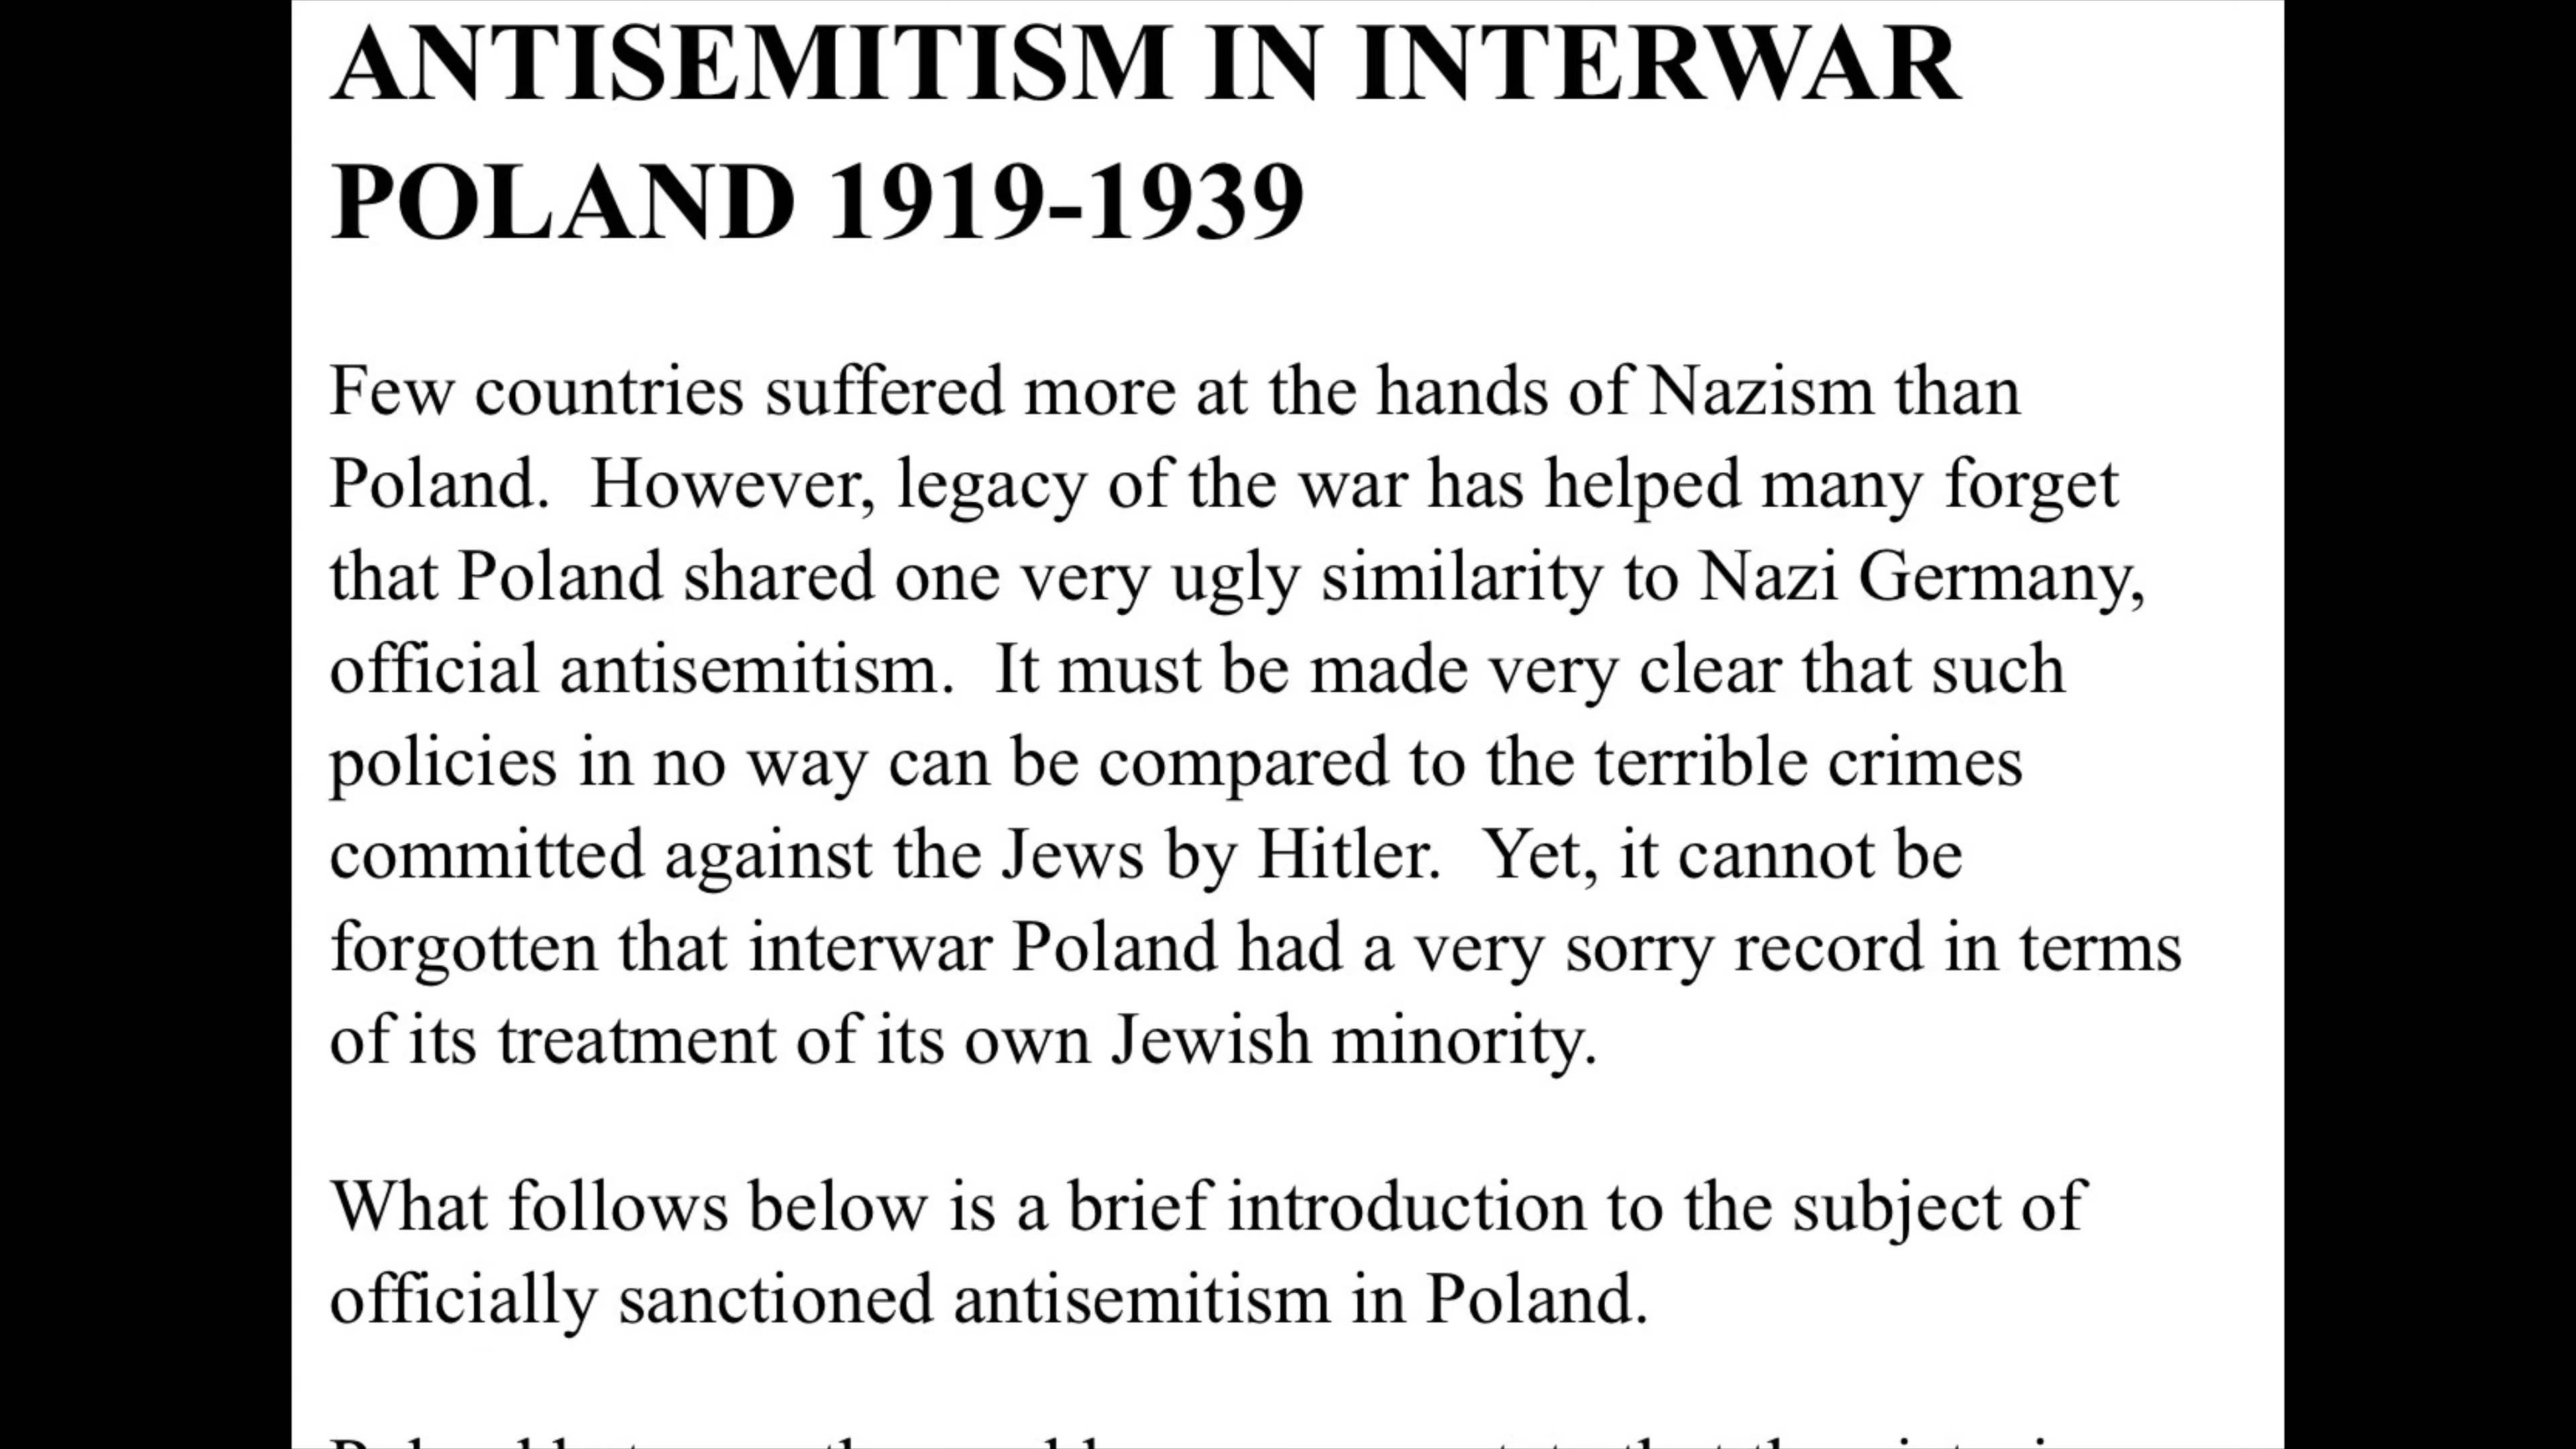 ANTISEMITISM IN INTERWAR
POLAND 1919-1939
Few countries suffered more at the hands of Nazism than
Poland.  However, legacy of the war has helped many forget
that Poland shared one very ugly similarity to Nazi Germany,
official antisemitism.  It must be made very clear that such
policies in no way can be compared to the terrible crimes
committed against the Jews by Hitler.  Yet, it cannot be
forgotten that interwar Poland had a very sorry record in terms
of its treatment of its own Jewish minority.
What follows below is a brief introduction to the subject of
officially sanctioned antisemitism in Poland.